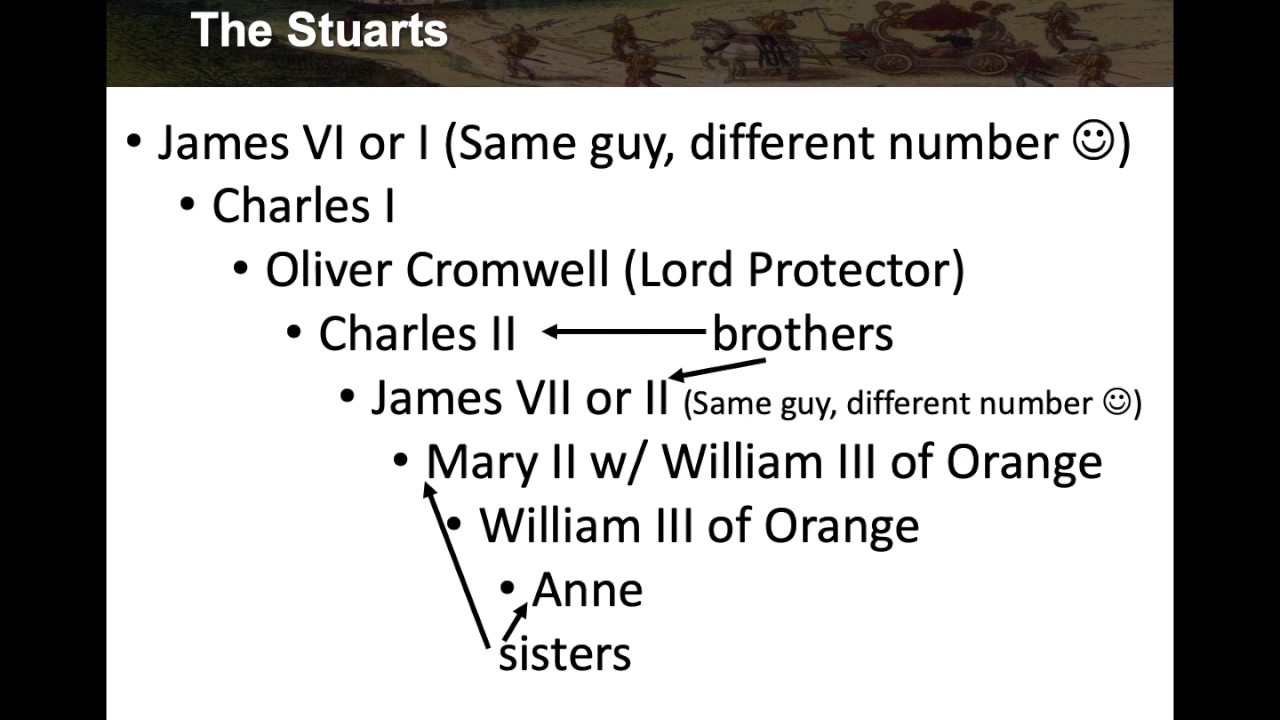 The Stuarts
• James VI or I (Same guy, different number ☺)
• Charles I
• Oliver Cromwell (Lord Protector)
• Charles II brothers
• James VII or II (Same guy, different number ☺)
• Mary II w/ William III of Orange
• William III of Orange
• Anne
sisters